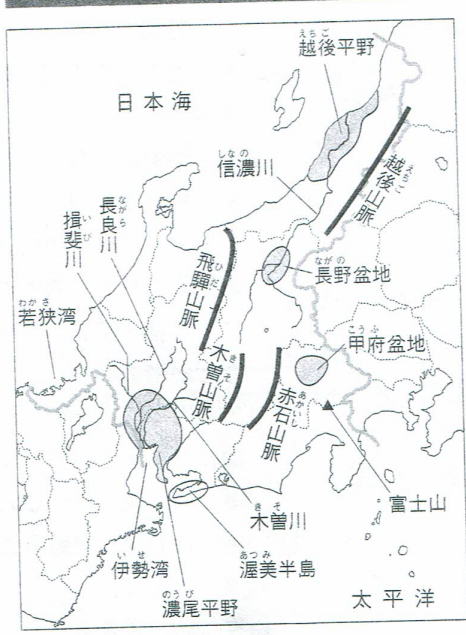 えちご
越後平野
日本海
しなの
信濃川
えちご
越後山脈
ながら
長良川
いび
揖斐川
ひだ
飛驒山脈
ながの
長野盆地
わかさ
若狭湾
こうふ
甲府盆地
きそ
木曽山脈
あかいし
赤石山脈
富士山
きそ
木曽川
いせ
伊勢湾
あつみ
渥美半島
のうび
濃尾平野
太平洋